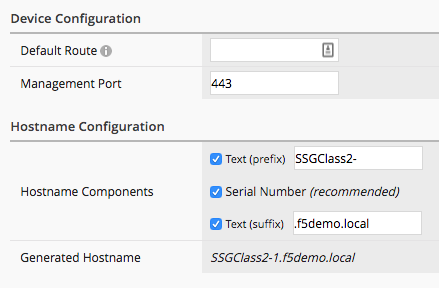 Device Configuration
Default Route
Management Port 443
Hostname Configuration
Text (prefix) SSGClass2-
Hostname Components Serial Number (recommended)
Text (suffix) .f5demo.local
Generated Hostname SSGClass2-1.f5demo.local